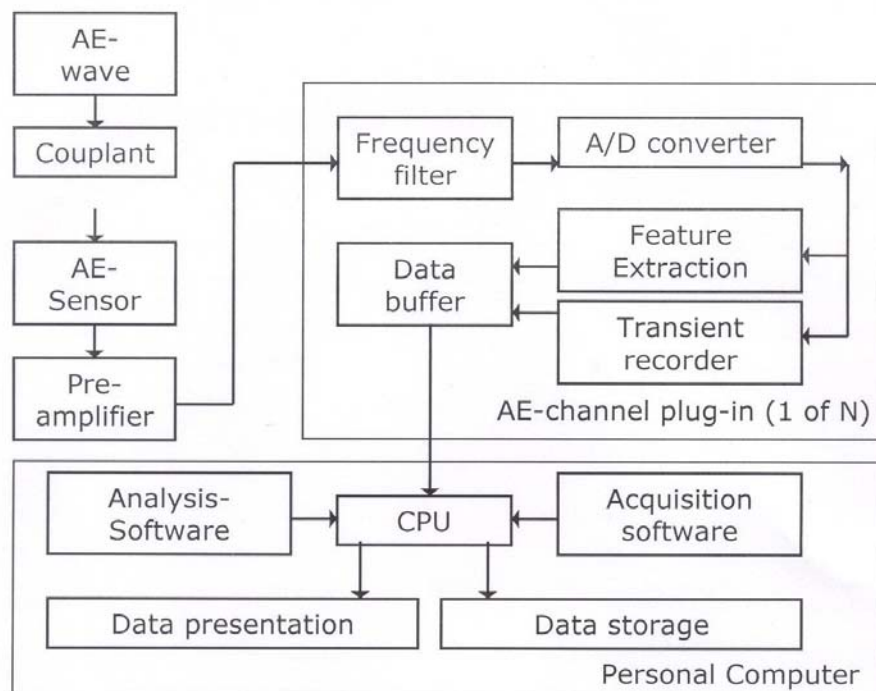 AE-
wave
Couplant
AE-
Sensor
Pre-
amplifier
Frequency
filter
A/D converter
Feature
Extraction
Data
buffer
Transient
recorder
AE-channel plug-in (1 of N)
Analysis-
Software
CPU
Acquisition
software
Data presentation
Data storage
Personal Computer